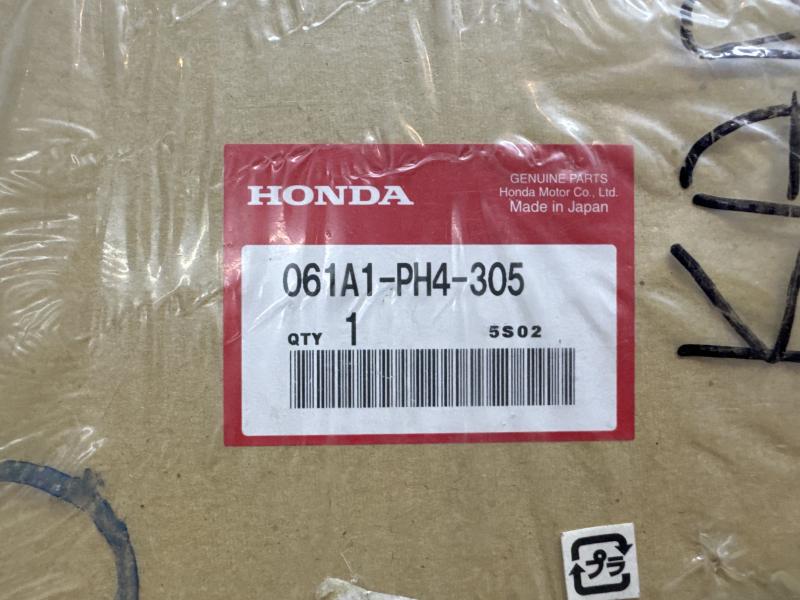 HONDA
GENUINE PARTS
Honda Motor Co., Ltd.
Made in Japan
061A1-PH4-305
QTY 1 5S02
プラ